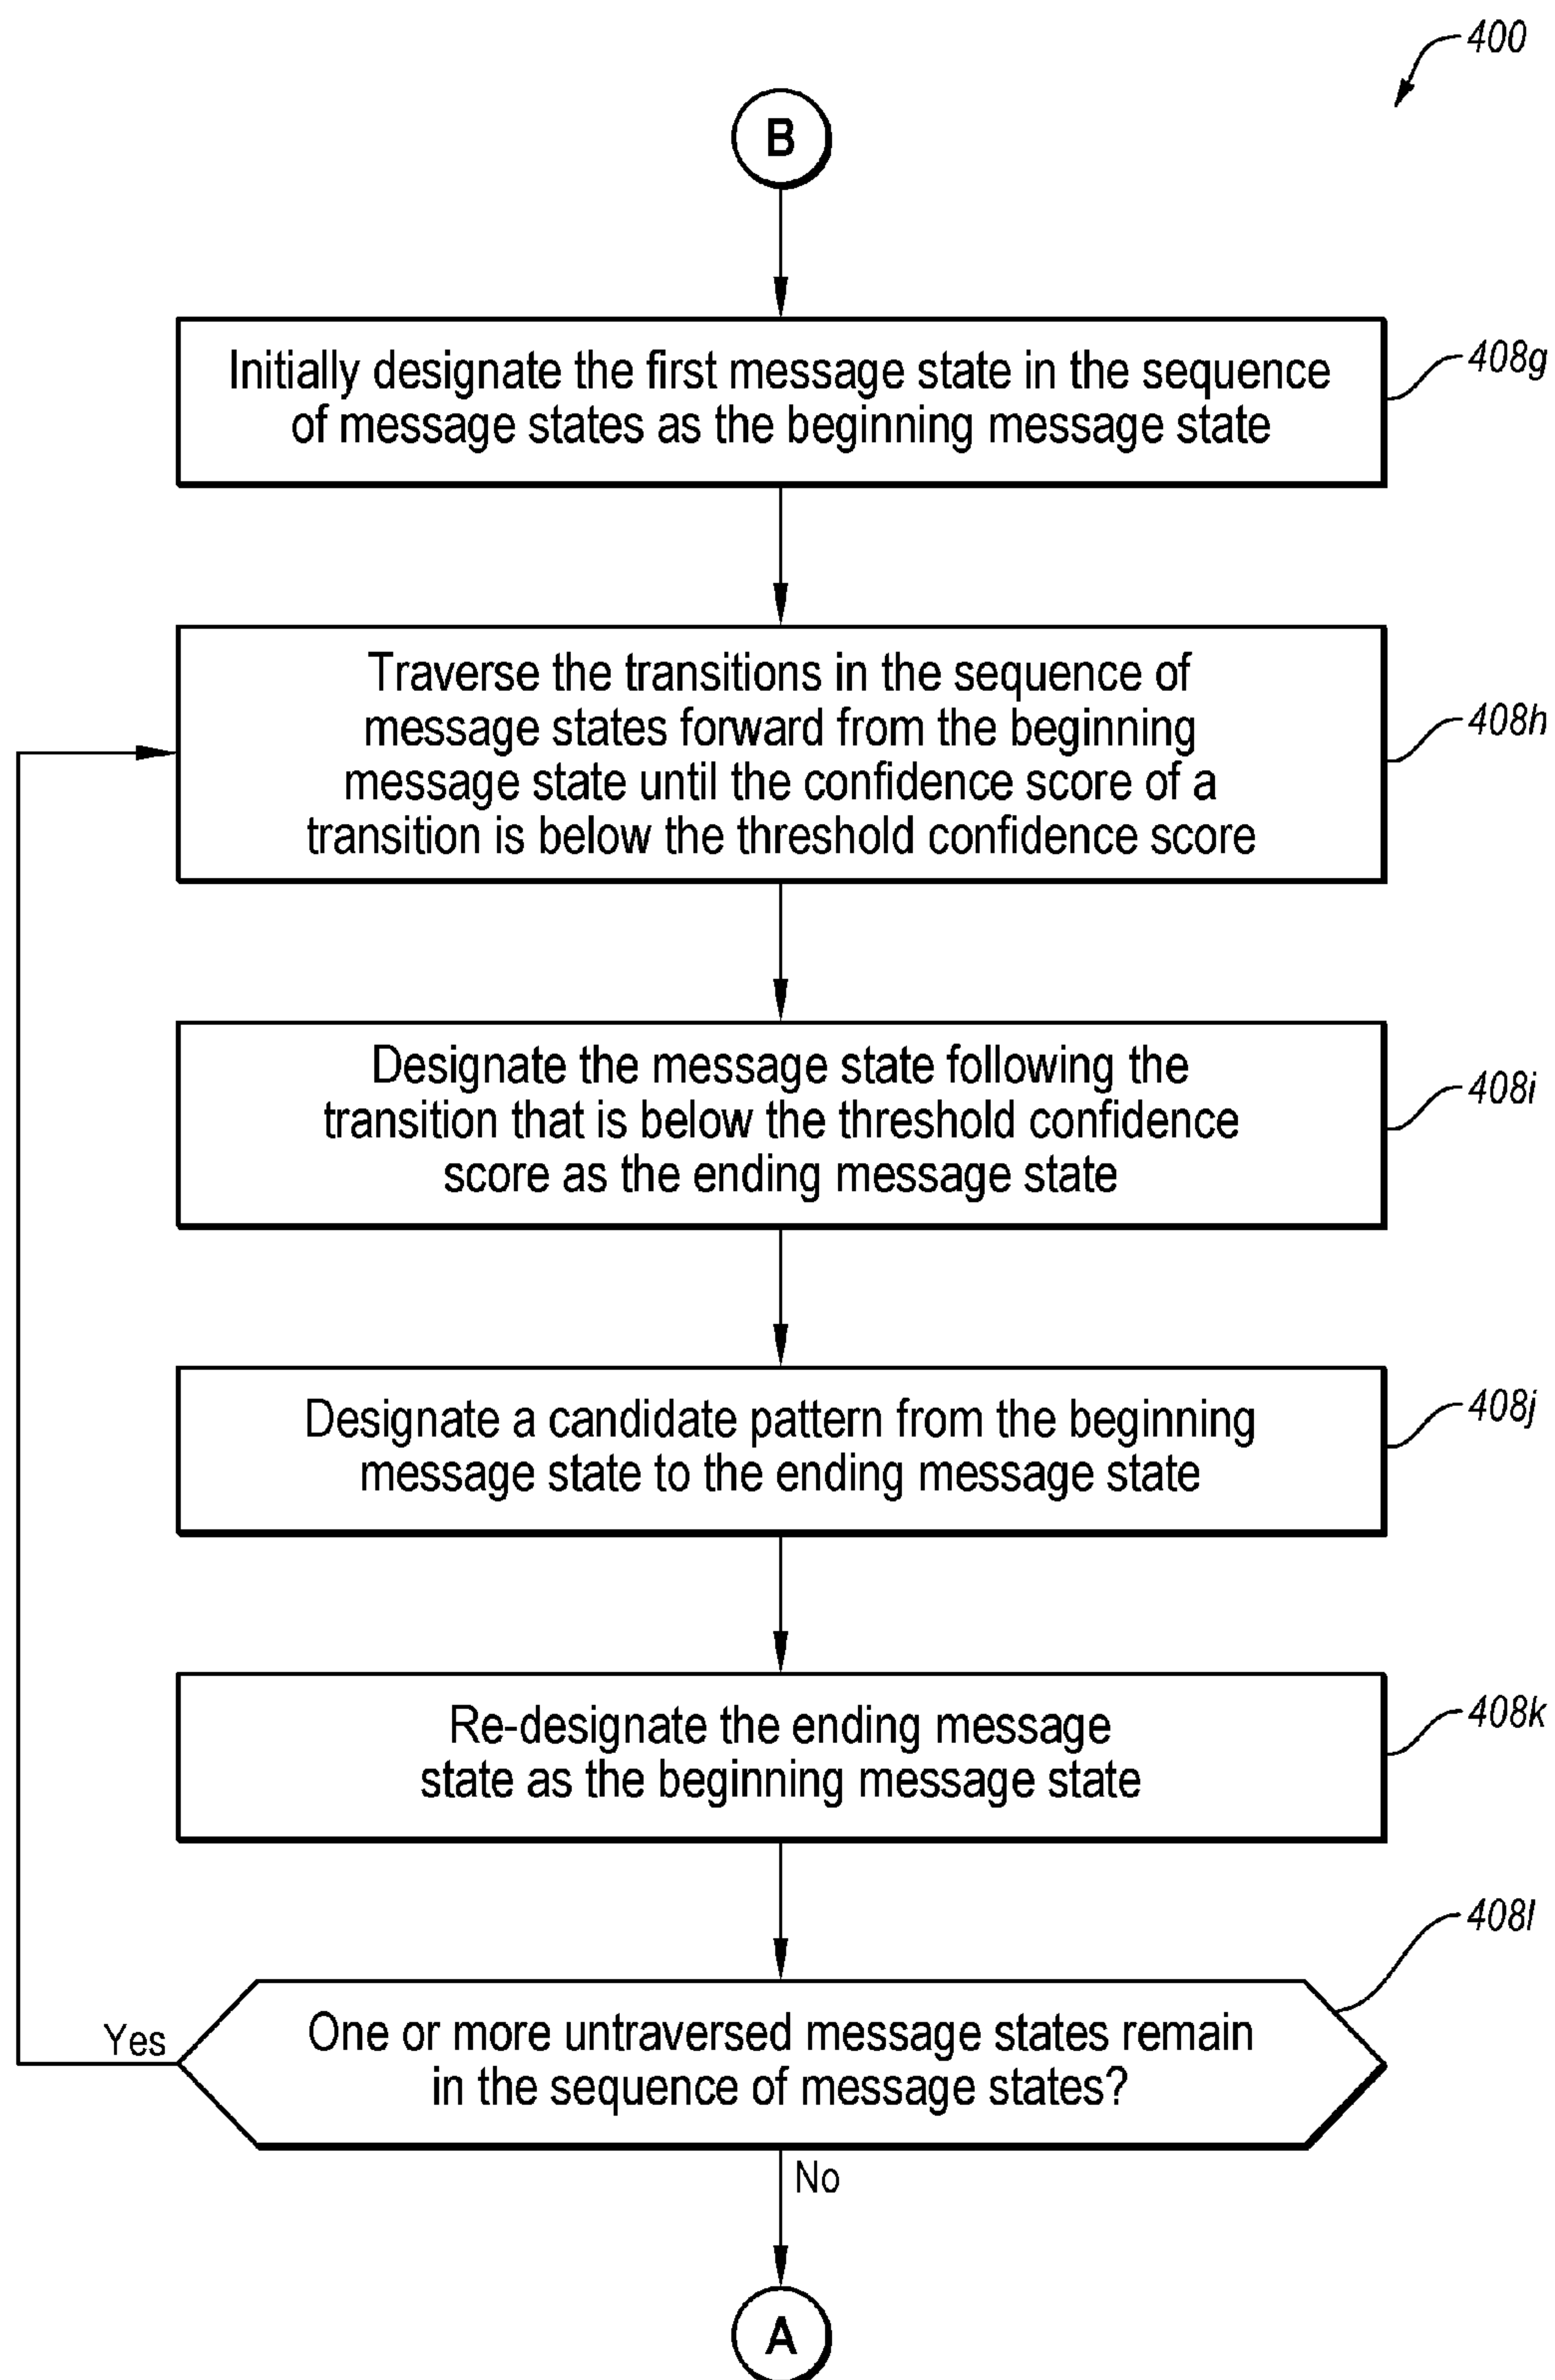 400
B
Initially designate the first message state in the sequence
of message states as the beginning message state
408g
Traverse the transitions in the sequence of
message states forward from the beginning
message state until the confidence score of a
transition is below the threshold confidence score
408h
Designate the message state following the
transition that is below the threshold confidence
score as the ending message state
408i
Designate a candidate pattern from the beginning
message state to the ending message state
408j
Re-designate the ending message
state as the beginning message state
408k
408l
One or more untraversed message states remain
in the sequence of message states?
Yes
No
A